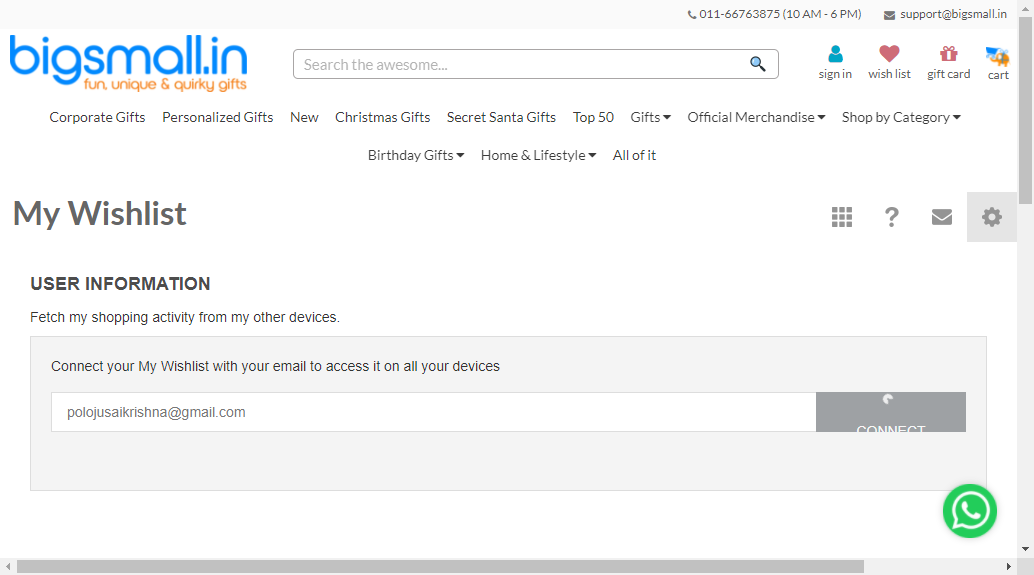 011-66763875 (10 AM - 6 PM) support@bigsmall.in
bigsmall.in
fun, unique & quirky gifts
Search the awesome...
sign in wish list gift card cart
Corporate Gifts Personalized Gifts New Christmas Gifts Secret Santa Gifts Top 50 Gifts Official Merchandise Shop by Category
Birthday Gifts Home & Lifestyle All of it
My Wishlist
?
USER INFORMATION
Fetch my shopping activity from my other devices.
Connect your My Wishlist with your email to access it on all your devices
polojusaikrishna@gmail.com
CONNECT